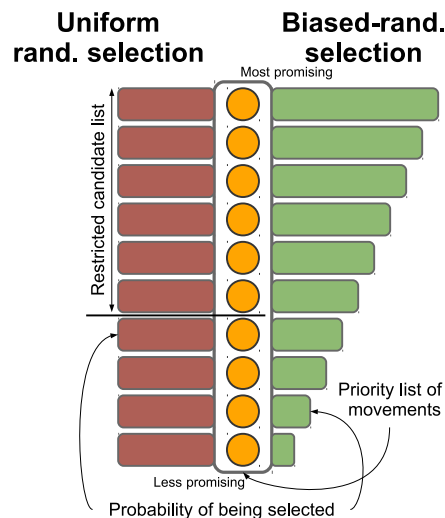 Uniform
rand. selection
Biased-rand.
selection
Most promising
Restricted candidate list
Priority list of
movements
Less promising
Probability of being selected